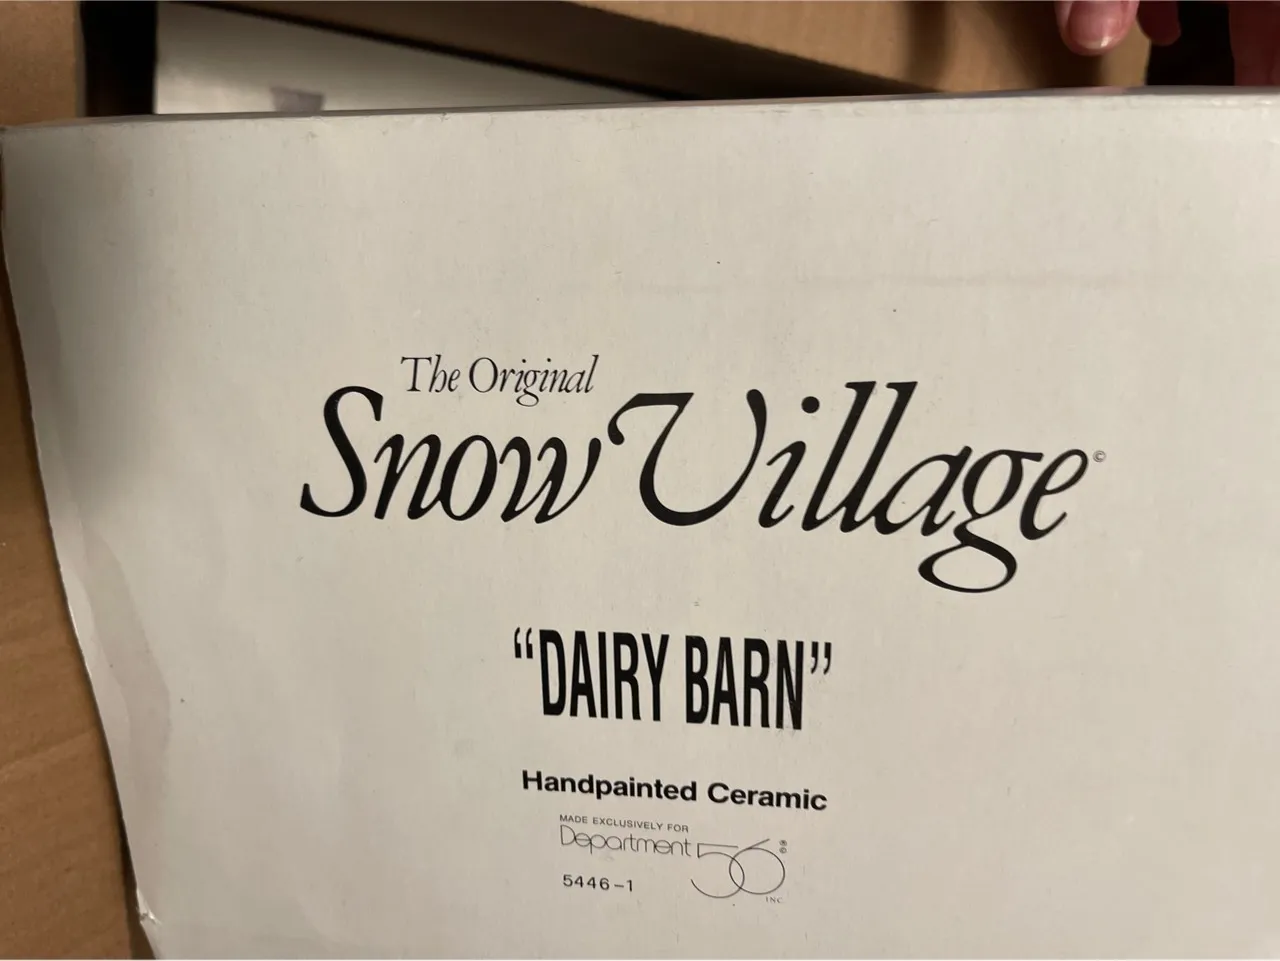 The Original
Snow Village©
“DAIRY BARN”
Handpainted Ceramic
MADE EXCLUSIVELY FOR
Department 56
5446-1
INC